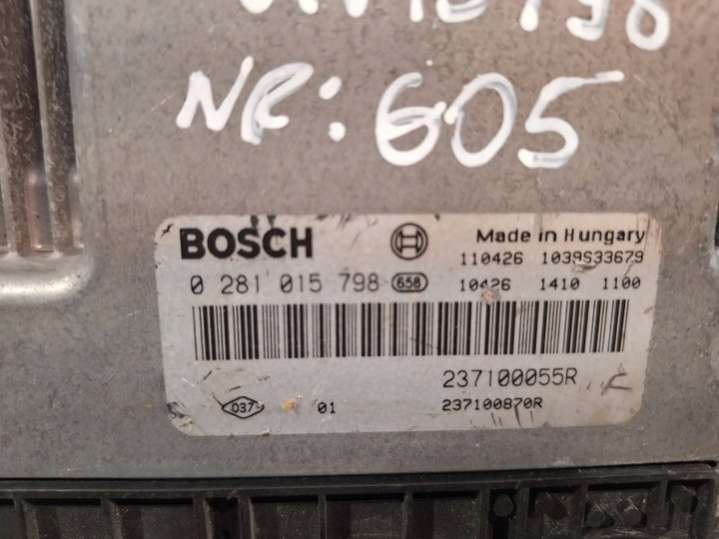 NR: 605
BOSCH
Made in Hungary
110426 1039S33679
0 281 015 798 658
10426 1410 1100
237100055R
037 01
237100870R